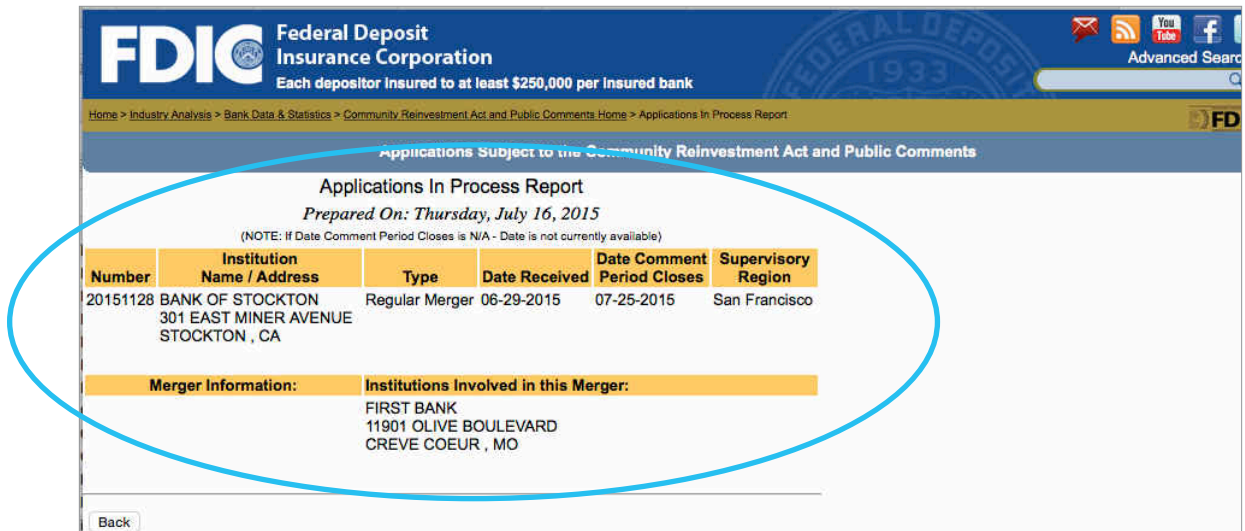 FDIC Federal Deposit
Insurance Corporation
Each depositor insured to at least $250,000 per insured bank
You
Tube
f
Advanced Searc
1933
Home > Industry Analysis > Bank Data & Statistics > Community Reinvestment Act and Public Comments Home > Applications In Process Report
FD
Applications Subject to the Community Reinvestment Act and Public Comments
Applications In Process Report
Prepared On: Thursday, July 16, 2015
(NOTE: If Date Comment Period Closes is N/A - Date is not currently available)
Number Institution Name / Address Type Date Received Date Comment Period Closes Supervisory Region
20151128 BANK OF STOCKTON Regular Merger 06-29-2015 07-25-2015 San Francisco
301 EAST MINER AVENUE
STOCKTON , CA
Merger Information: Institutions Involved in this Merger:
FIRST BANK
11901 OLIVE BOULEVARD
CREVE COEUR , MO
Back